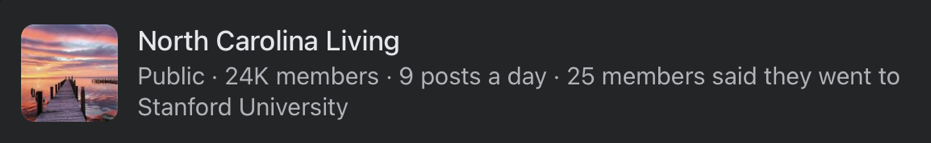 North Carolina Living
Public · 24K members · 9 posts a day · 25 members said they went to
Stanford University